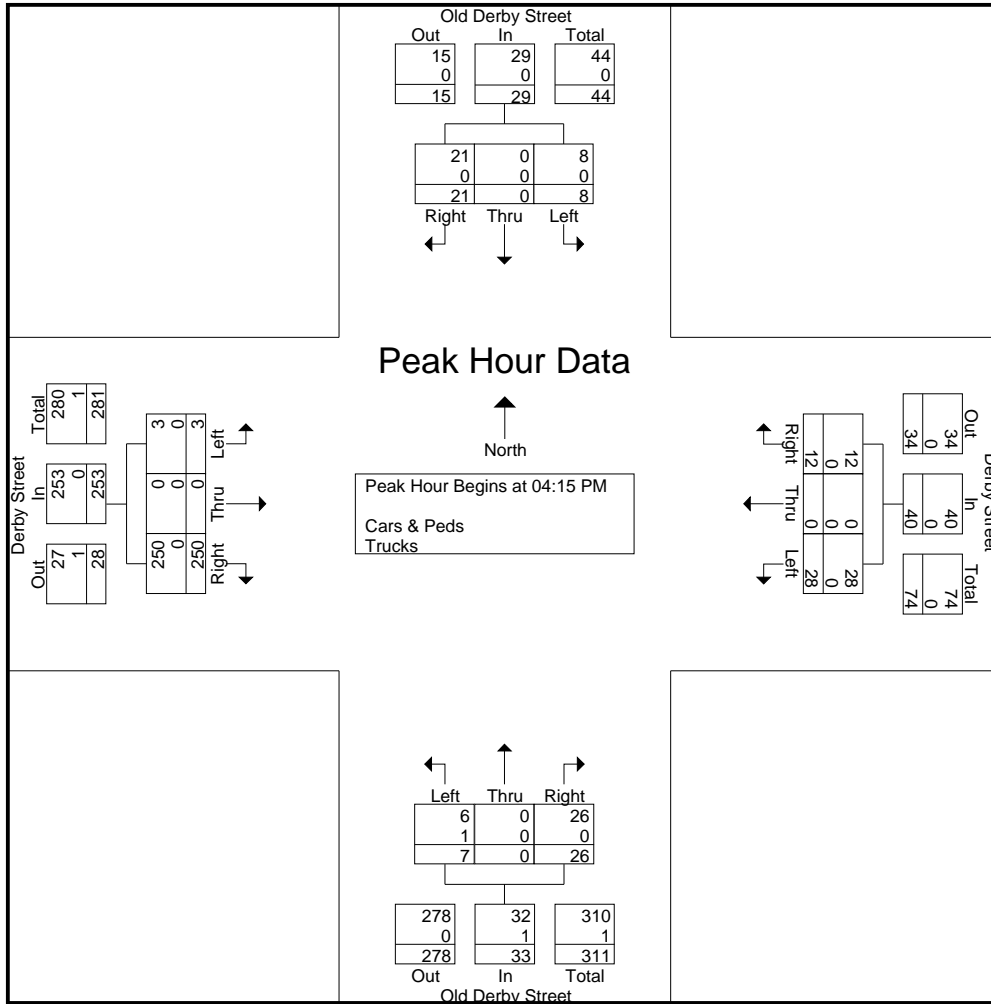 Old Derby Street
Out In Total
15 29 44
0 0 0
15 29 44
21 0 8
0 0 0
21 0 8
Right Thru Left
Peak Hour Data
North
Peak Hour Begins at 04:15 PM
Cars & Peds
Trucks
Derby Street
Total In Out
280 253 27
1 0 1
281 253 28
3 0 250
0 0 0
3 0 250
Left Thru Right
Derby Street
Out In Total
34 40 74
0 0 0
34 40 74
12 0 28
0 0 0
12 0 28
Right Thru Left
Left Thru Right
6 0 26
1 0 0
7 0 26
278 32 310
0 1 1
278 33 311
Out In Total
Old Derby Street